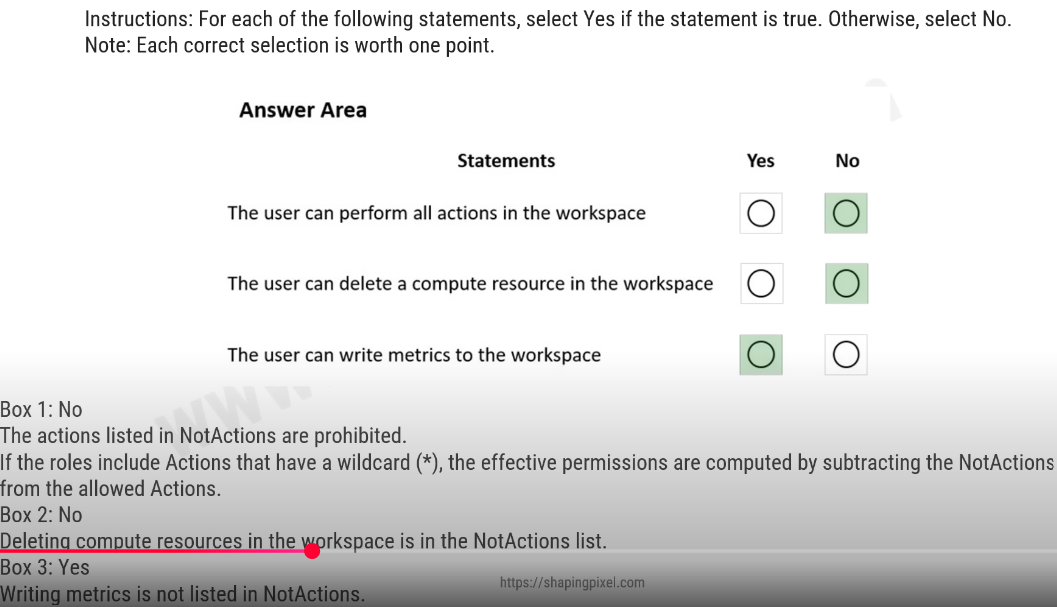 Instructions: For each of the following statements, select Yes if the statement is true. Otherwise, select No.
Note: Each correct selection is worth one point.
Answer Area
Statements Yes No
The user can perform all actions in the workspace
The user can delete a compute resource in the workspace
The user can write metrics to the workspace
www.
Box 1: No
The actions listed in NotActions are prohibited.
If the roles include Actions that have a wildcard (*), the effective permissions are computed by subtracting the NotActions
from the allowed Actions.
Box 2: No
Deleting compute resources in the workspace is in the NotActions list.
Box 3: Yes
https://shapingpixel.com
Writing metrics is not listed in NotActions.